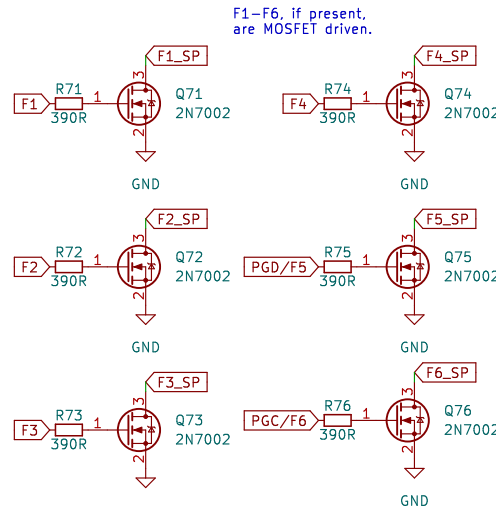 F1-F6, if present,
are MOSFET driven.
F1_SP
F1
R71
390R
1
3
2
Q71
2N7002
GND
F4_SP
F4
R74
390R
1
3
2
Q74
2N7002
GND
F2_SP
F2
R72
390R
1
3
2
Q72
2N7002
GND
F5_SP
PGD/F5
R75
390R
1
3
2
Q75
2N7002
GND
F3_SP
F3
R73
390R
1
3
2
Q73
2N7002
F6_SP
PGC/F6
R76
390R
1
3
2
Q76
2N7002
GND